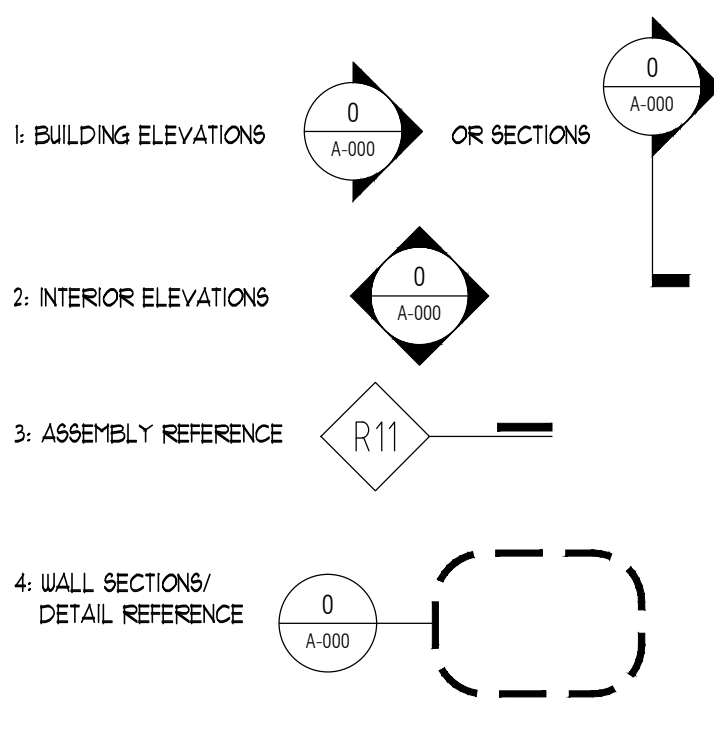 0
A-000
1: BUILDING ELEVATIONS
0
A-000
OR SECTIONS
2: INTERIOR ELEVATIONS
0
A-000
3: ASSEMBLY REFERENCE
R11
4: WALL SECTIONS/
DETAIL REFERENCE
0
A-000